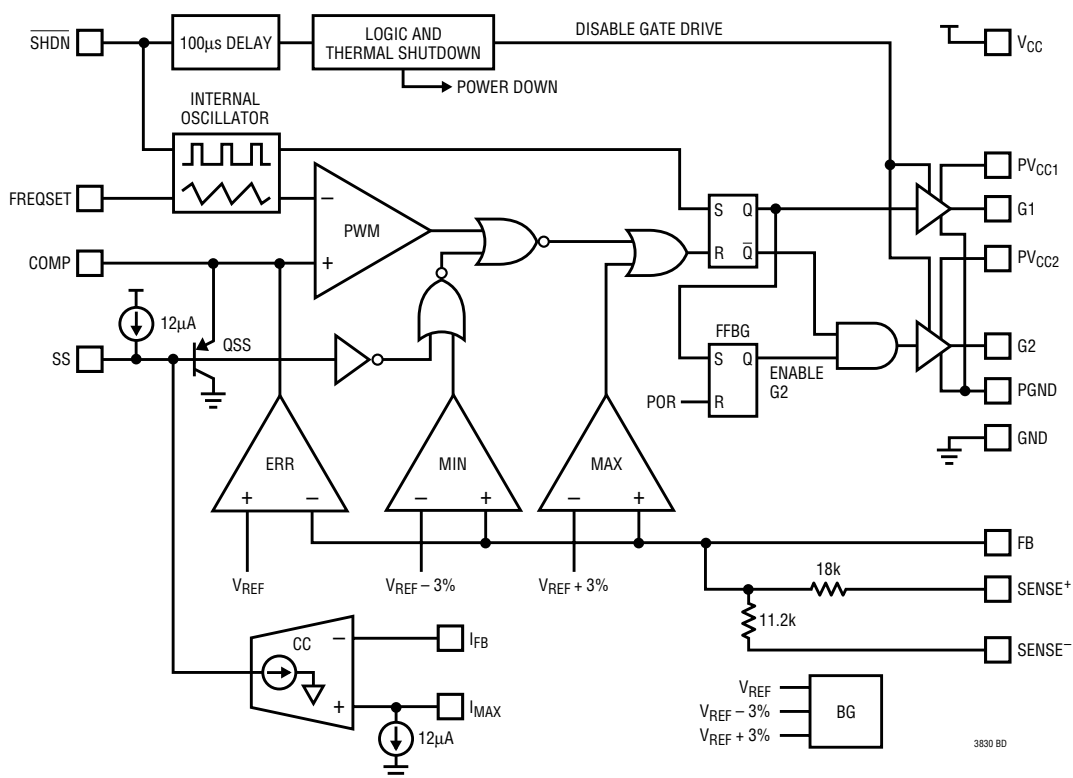 SHDN
100µs DELAY
LOGIC AND
THERMAL SHUTDOWN
DISABLE GATE DRIVE
VCC
POWER DOWN
INTERNAL
OSCILLATOR
PVCC1
FREQSET
–
PWM
+
S Q
R Q
G1
COMP
PVCC2
12µA
SS
QSS
FFBG
S Q
R
ENABLE
G2
POR
G2
PGND
GND
ERR
+ –
MIN
– +
MAX
– +
FB
VREF
VREF – 3%
VREF + 3%
18k
SENSE+
11.2k
SENSE–
CC
–
+
IFB
IMAX
12µA
VREF
VREF – 3%
VREF + 3%
BG
3830 BD